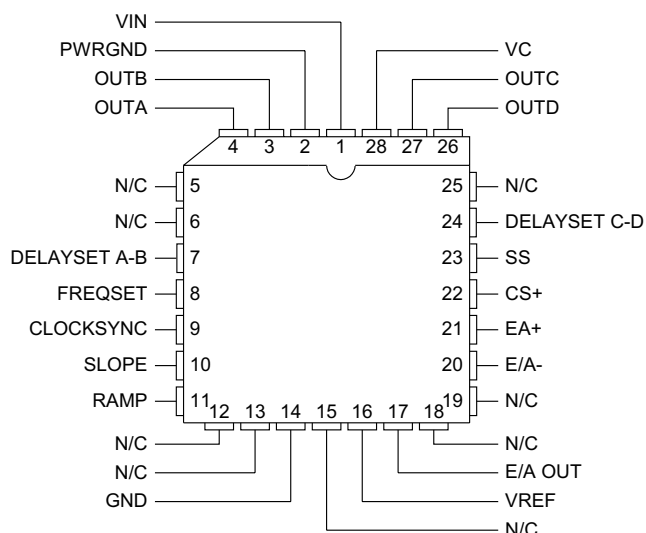 VIN
PWRGND
VC
OUTB
OUTC
OUTA
OUTD
4 3 2 1 28 27 26
N/C 5 25 N/C
N/C 6 24 DELAYSET C-D
DELAYSET A-B 7 23 SS
FREQSET 8 22 CS+
CLOCKSYNC 9 21 EA+
SLOPE 10 20 E/A-
RAMP 11 19 N/C
12 13 14 15 16 17 18
N/C N/C
N/C E/A OUT
GND VREF
N/C